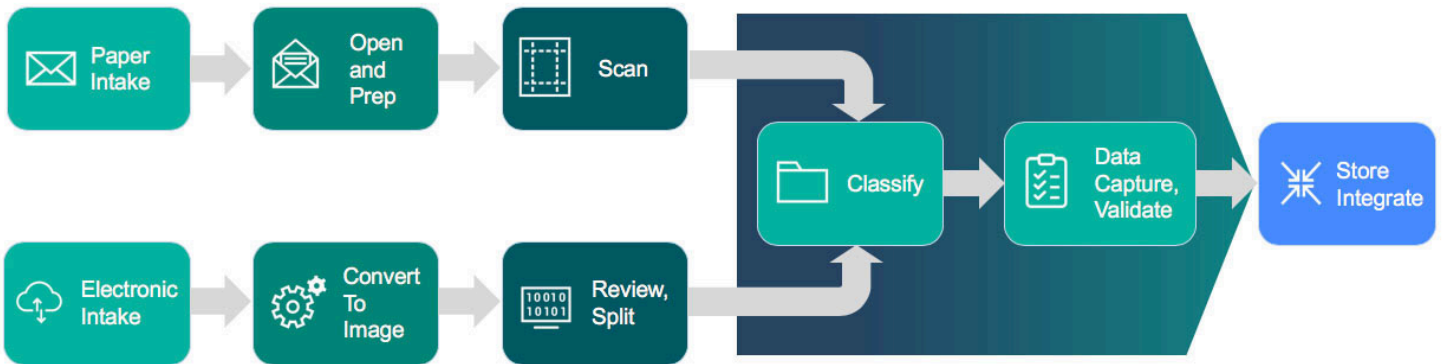 Paper
Intake
Open
and
Prep
Scan
Classify
Data
Capture,
Validate
Store
Integrate
Electronic
Intake
Convert
To
Image
10010
10101
Review,
Split